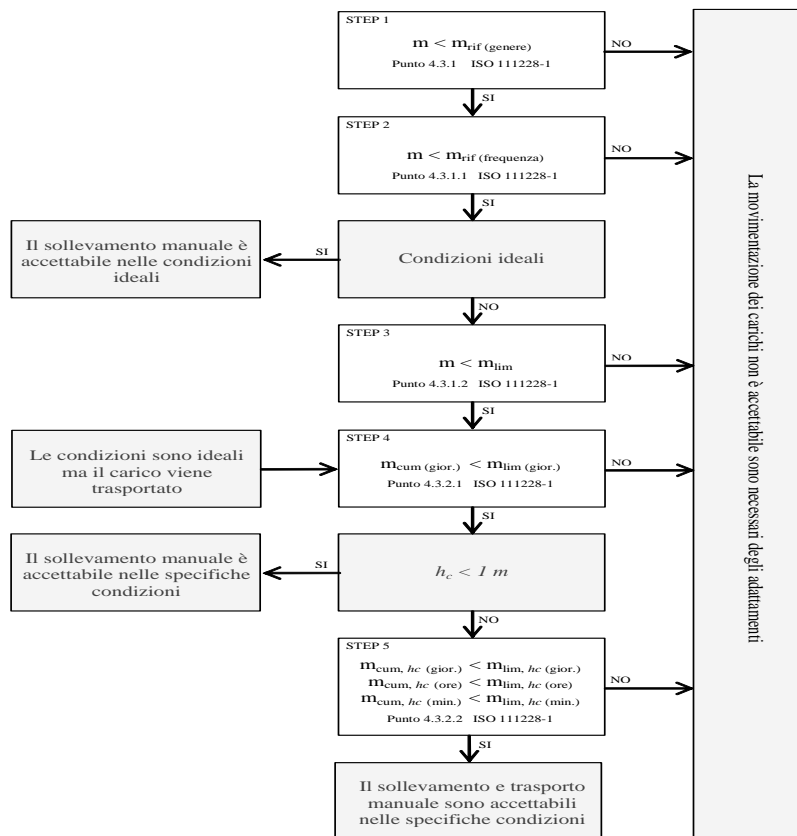 STEP 1
m < mrif (genere)
Punto 4.3.1 ISO 111228-1
NO
SI
STEP 2
m < mrif (frequenza)
Punto 4.3.1.1 ISO 111228-1
NO
SI
Il sollevamento manuale è
accettabile nelle condizioni
ideali
SI
Condizioni ideali
NO
STEP 3
m < mlim
Punto 4.3.1.2 ISO 111228-1
NO
SI
Le condizioni sono ideali
ma il carico viene
trasportato
STEP 4
mcum (gior.) < mlim (gior.)
Punto 4.3.2.1 ISO 111228-1
NO
SI
Il sollevamento manuale è
accettabile nelle specifiche
condizioni
SI
hc < 1 m
NO
STEP 5
mcum, hc (gior.) < mlim, hc (gior.)
mcum, hc (ore) < mlim, hc (ore)
mcum, hc (min.) < mlim, hc (min.)
Punto 4.3.2.2 ISO 111228-1
NO
SI
Il sollevamento e trasporto
manuale sono accettabili
nelle specifiche condizioni
La movimentazione dei carichi non è accettabile sono necessari degli adattamenti